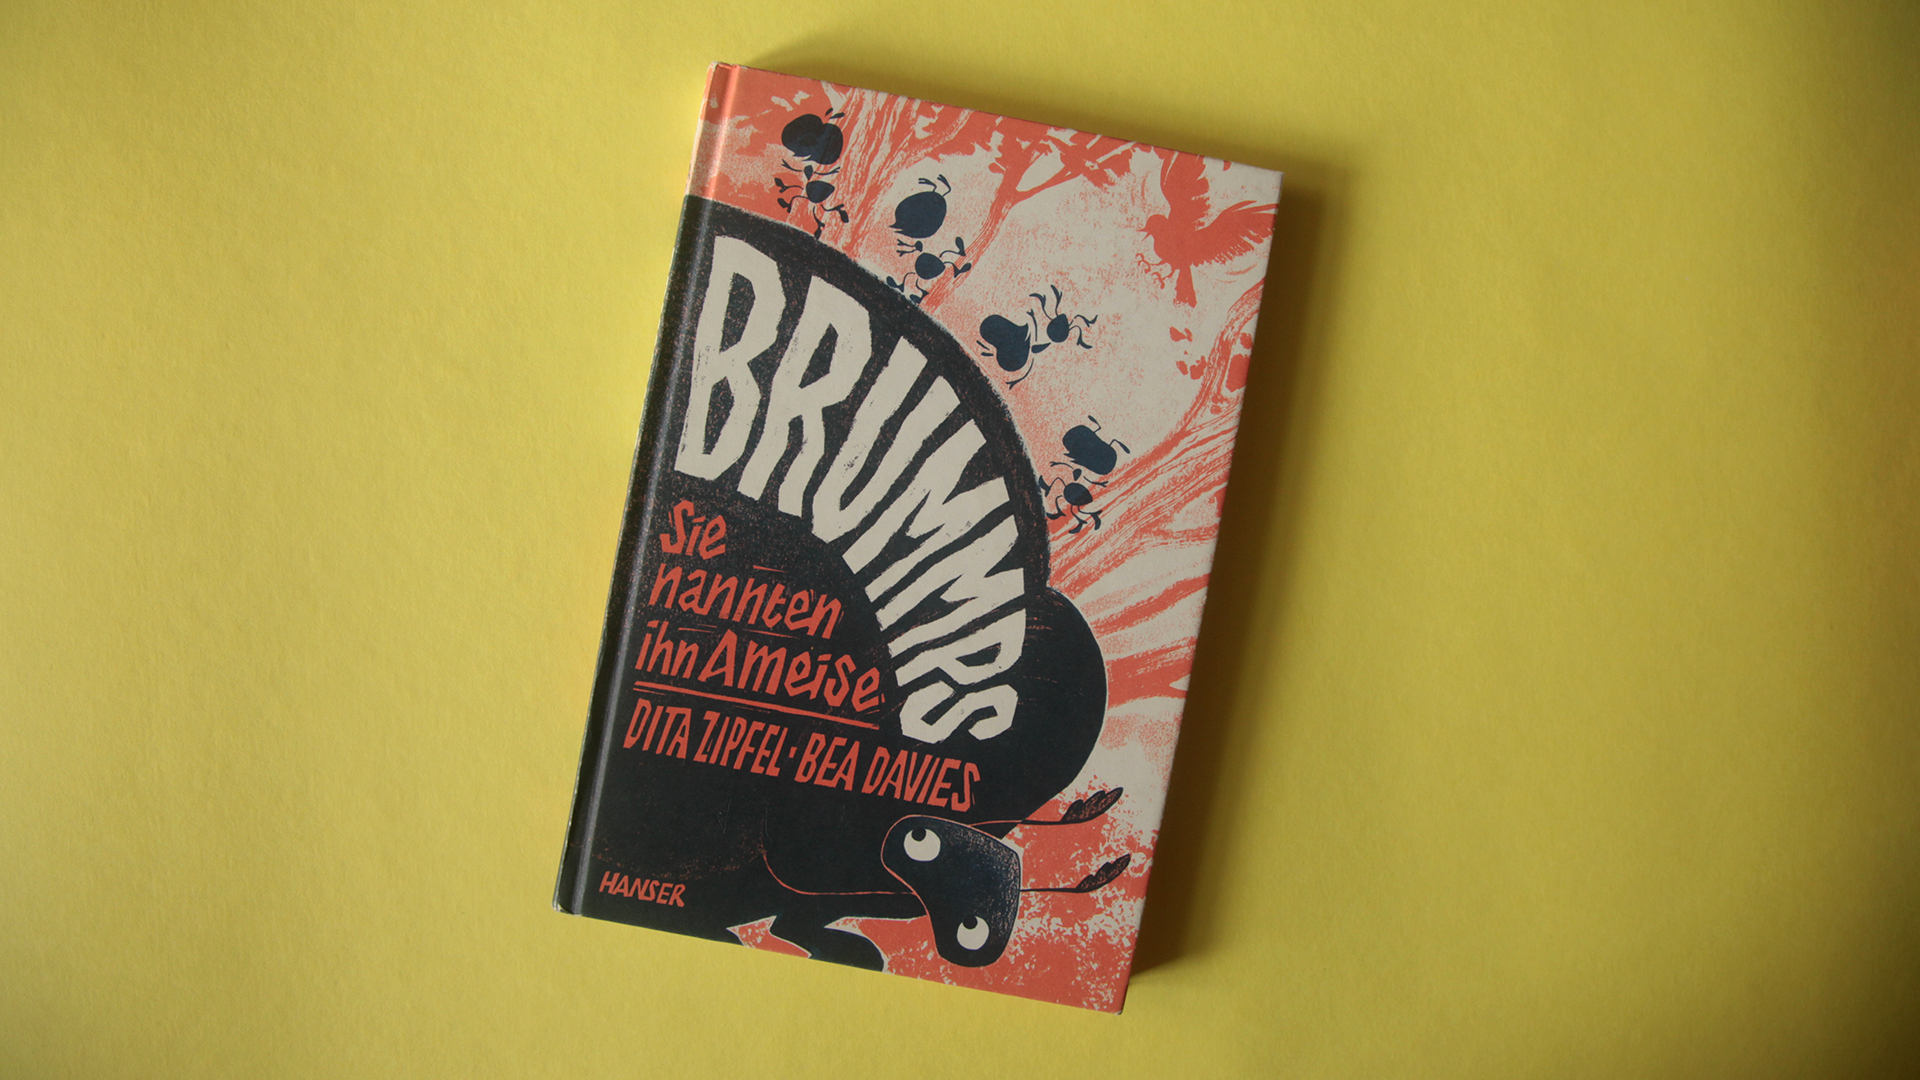 BRUMMPS
Sie
nannten
ihn Ameise
DITA ZIPFEL · BEA DAVIES
HANSER